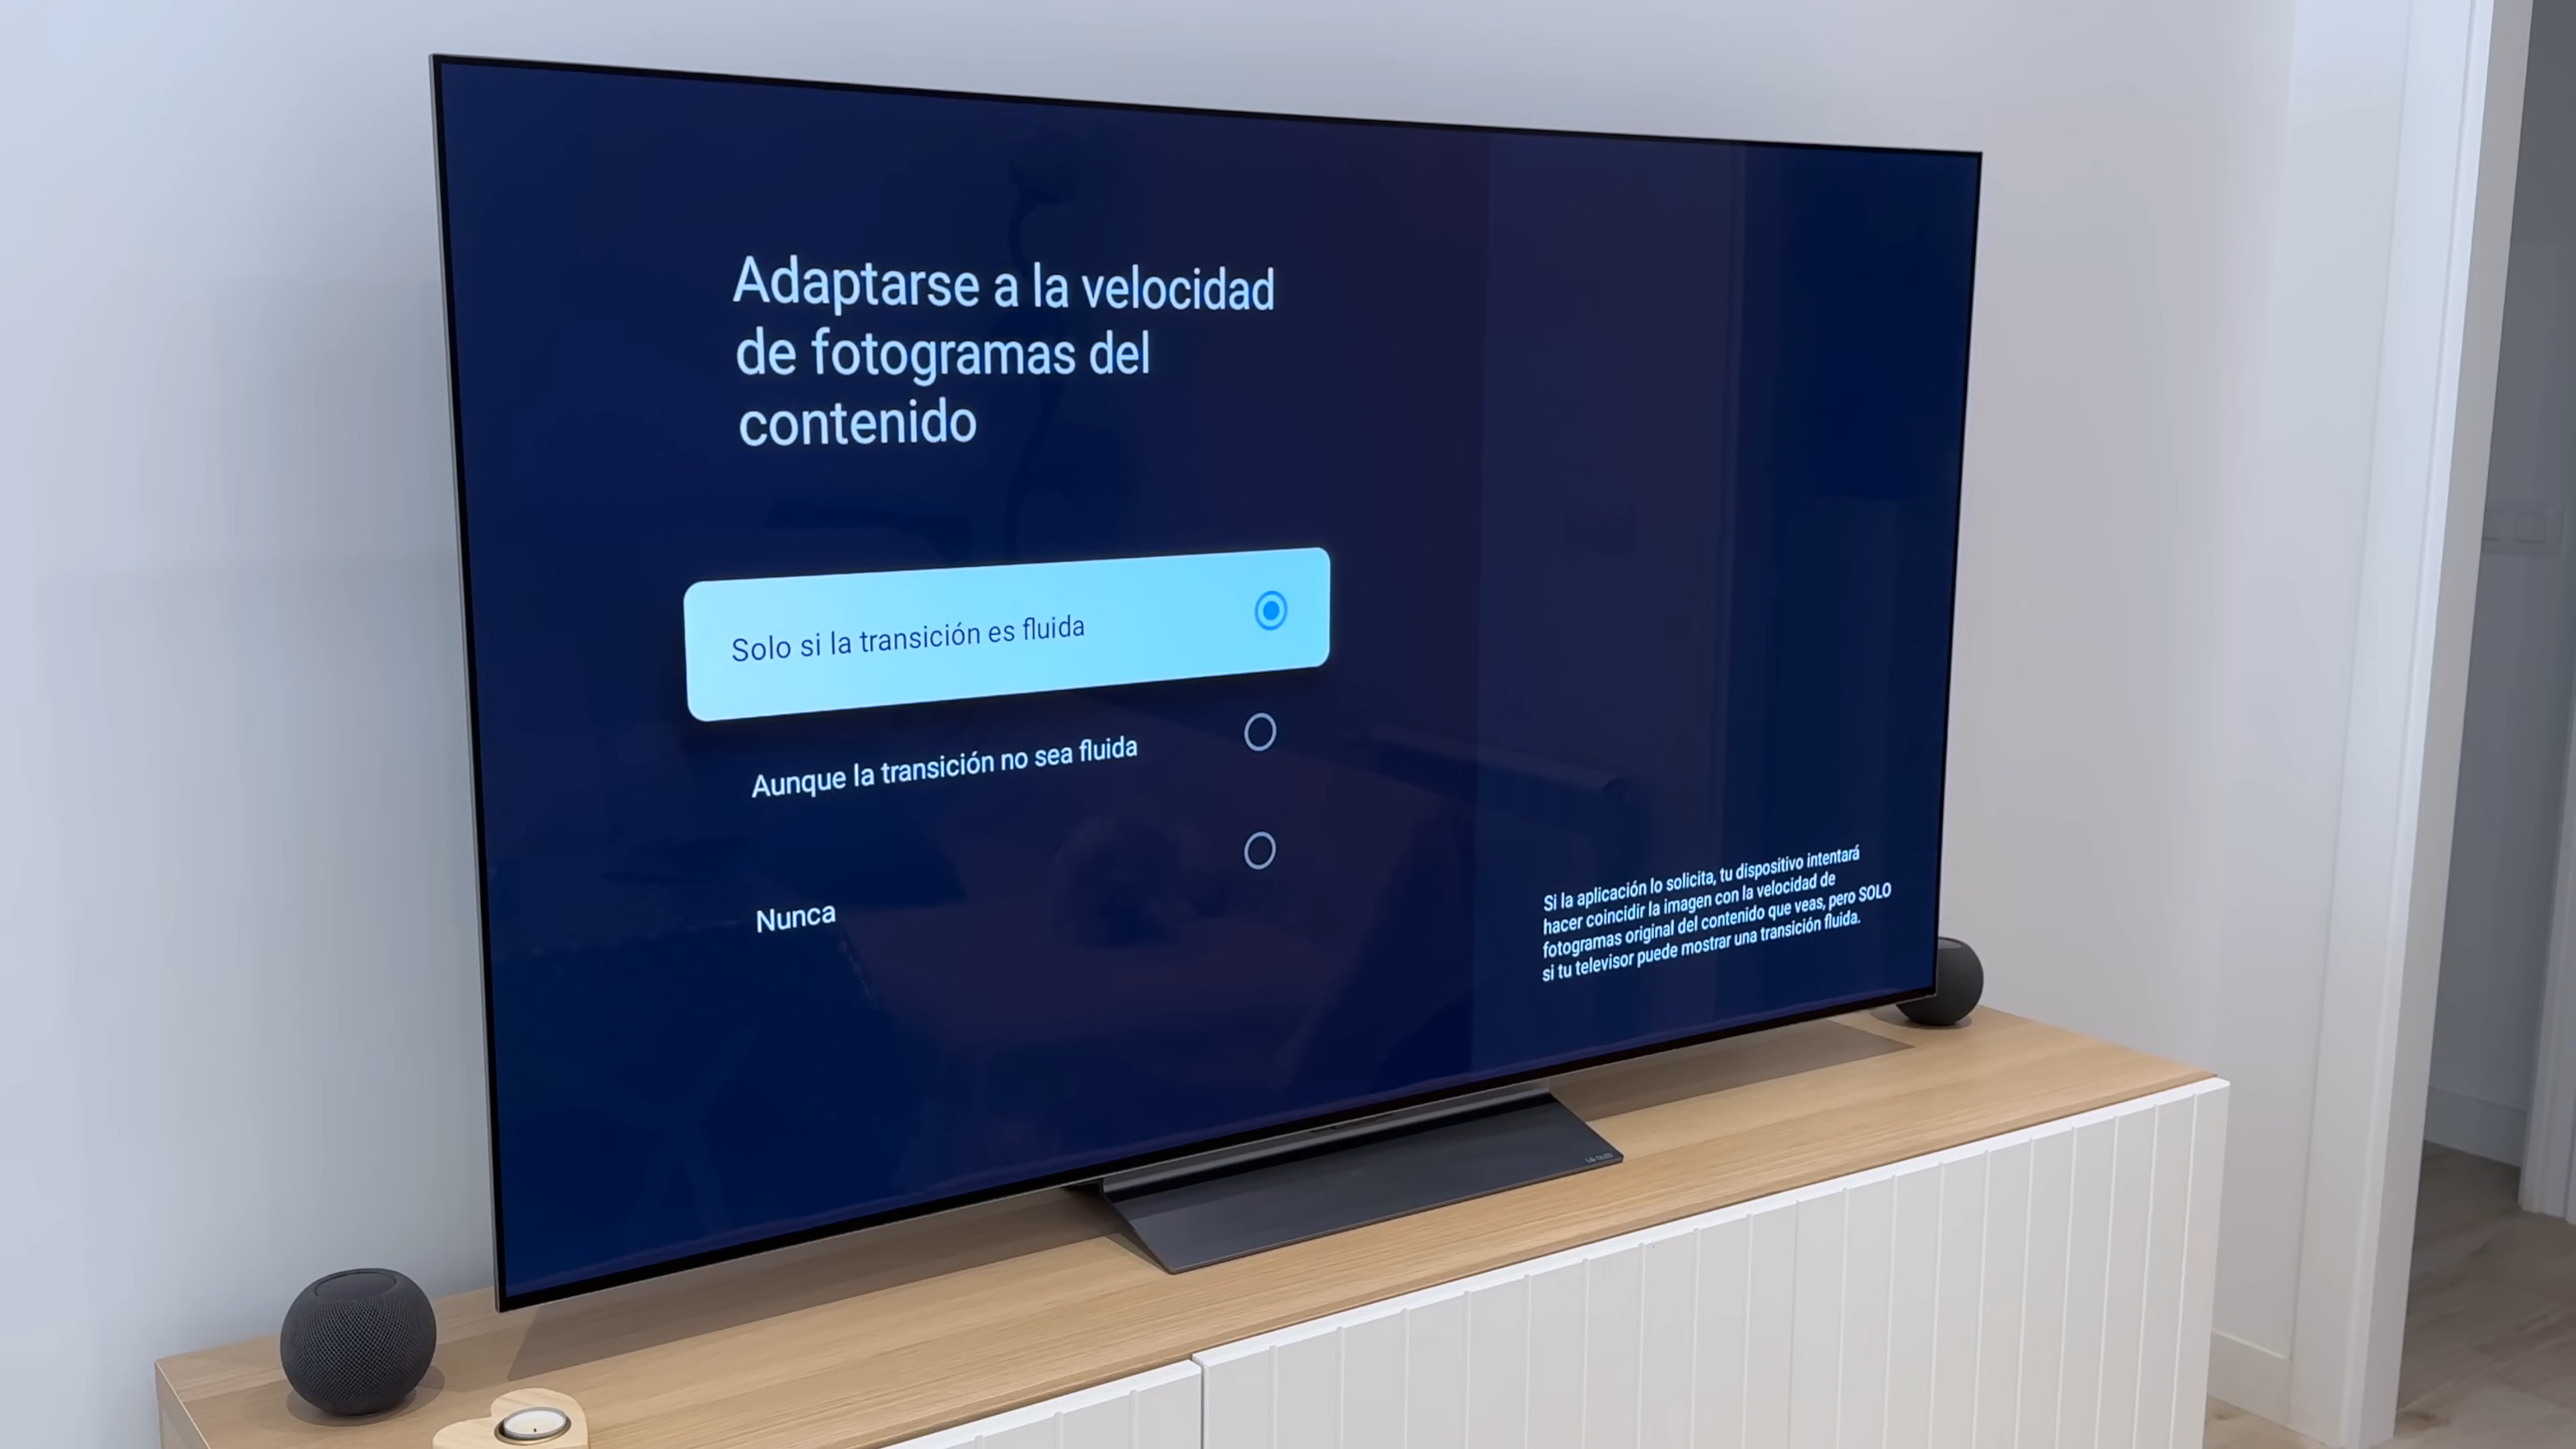 Adaptarse a la velocidad
de fotogramas del
contenido
Solo si la transición es fluida
Aunque la transición no sea fluida
Nunca
Si la aplicación lo solicita, tu dispositivo intentará
hacer coincidir la imagen con la velocidad de
fotogramas original del contenido que veas, pero SOLO
si tu televisor puede mostrar una transición fluida.
LG OLED